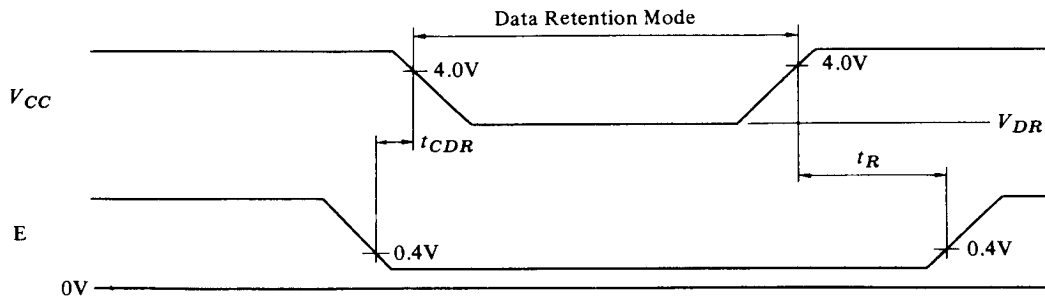 Data Retention Mode
4.0V
4.0V
V_CC
V_DR
t_CDR
t_R
E
0.4V
0.4V
0V